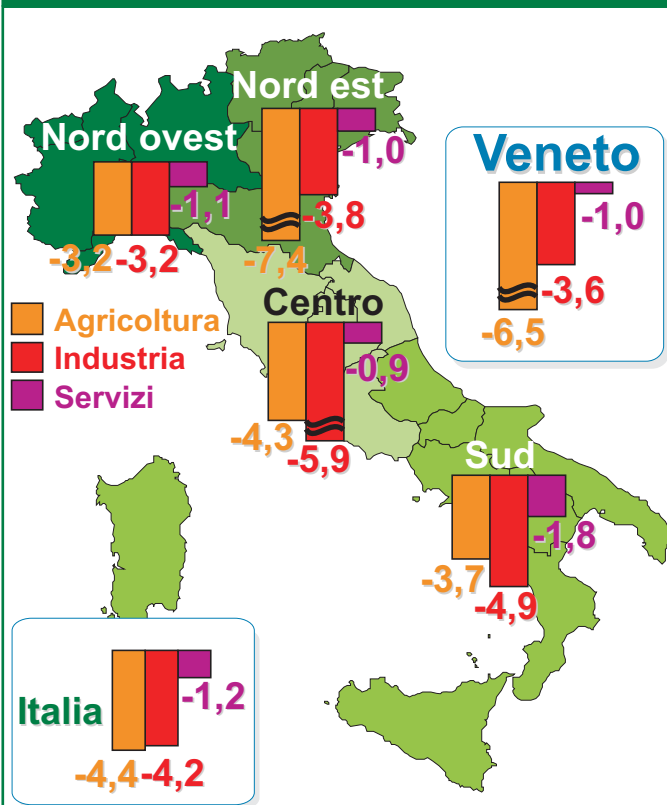 Nord est
-1,0
-3,8
-7,4
Nord ovest
-1,1
-3,2
-3,2
Veneto
-1,0
-3,6
-6,5
Agricoltura
Industria
Servizi
Centro
-0,9
-4,3
-5,9
Sud
-1,8
-3,7
-4,9
Italia
-1,2
-4,4
-4,2